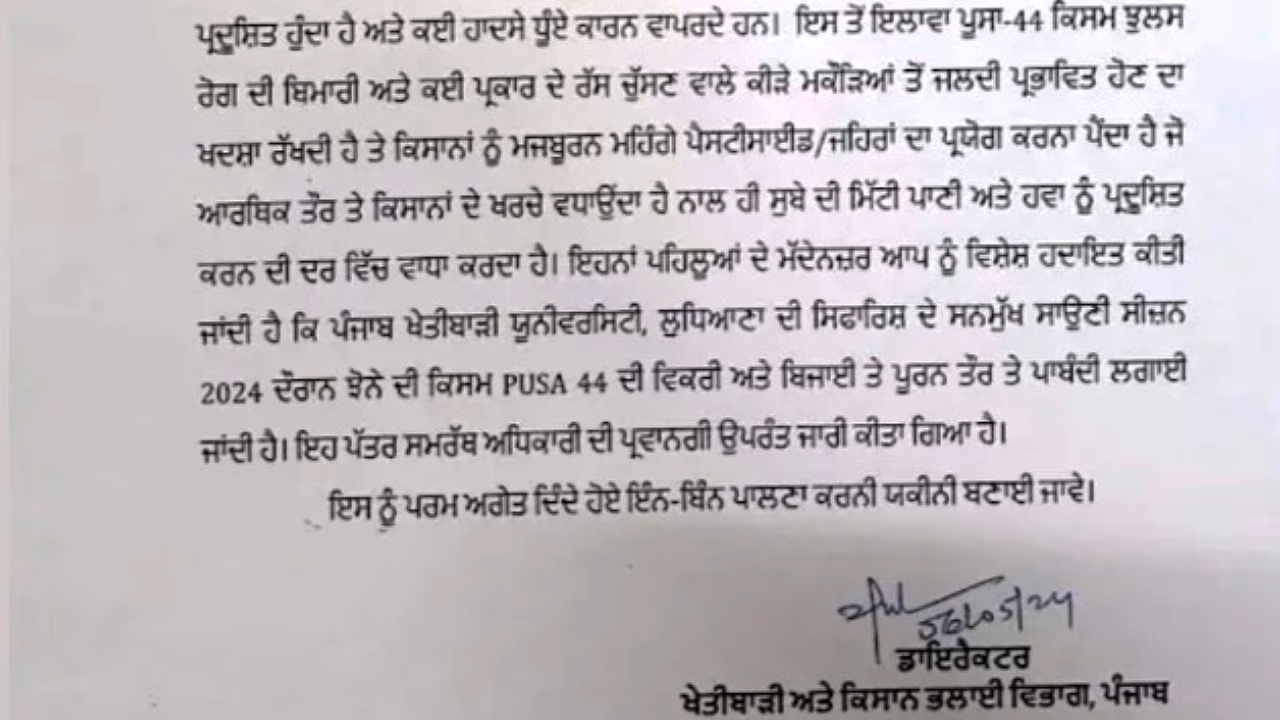 ਪ੍ਰਦੂਸ਼ਿਤ ਹੁੰਦਾ ਹੈ ਅਤੇ ਕਈ ਹਾਦਸੇ ਧੂੰਏ ਕਾਰਨ ਵਾਪਰਦੇ ਹਨ। ਇਸ ਤੋਂ ਇਲਾਵਾ ਪੂਸਾ-44 ਕਿਸਮ ਝੁਲਸ
ਰੋਗ ਦੀ ਬਿਮਾਰੀ ਅਤੇ ਕਈ ਪ੍ਰਕਾਰ ਦੇ ਰੱਸ ਚੁੱਸਣ ਵਾਲੇ ਕੀੜੇ ਮਕੌੜਿਆਂ ਤੋਂ ਜਲਦੀ ਪ੍ਰਭਾਵਿਤ ਹੋਣ ਦਾ
ਖਦਸ਼ਾ ਰੱਖਦੀ ਹੈ ਤੇ ਕਿਸਾਨਾਂ ਨੂੰ ਮਜਬੂਰਨ ਮਹਿੰਗੇ ਪੈਸਟੀਸਾਈਡ/ਜਹਿਰਾਂ ਦਾ ਪ੍ਰਯੋਗ ਕਰਨਾ ਪੈਂਦਾ ਹੈ ਜੋ
ਆਰਥਿਕ ਤੌਰ ਤੇ ਕਿਸਾਨਾਂ ਦੇ ਖਰਚੇ ਵਧਾਉਂਦਾ ਹੈ ਨਾਲ ਹੀ ਸੁਬੇ ਦੀ ਮਿੱਟੀ ਪਾਣੀ ਅਤੇ ਹਵਾ ਨੂੰ ਪ੍ਰਦੂਸ਼ਿਤ
ਕਰਨ ਦੀ ਦਰ ਵਿੱਚ ਵਾਧਾ ਕਰਦਾ ਹੈ। ਇਹਨਾਂ ਪਹਿਲੂਆਂ ਦੇ ਮੱਦੇਨਜ਼ਰ ਆਪ ਨੂੰ ਵਿਸ਼ੇਸ਼ ਹਦਾਇਤ ਕੀਤੀ
ਜਾਂਦੀ ਹੈ ਕਿ ਪੰਜਾਬ ਖੇਤੀਬਾੜੀ ਯੂਨੀਵਰਸਿਟੀ, ਲੁਧਿਆਣਾ ਦੀ ਸਿਫਾਰਿਸ਼ ਦੇ ਸਨਮੁੱਖ ਸਾਉਣੀ ਸੀਜ਼ਨ
2024 ਦੌਰਾਨ ਝੋਨੇ ਦੀ ਕਿਸਮ PUSA 44 ਦੀ ਵਿਕਰੀ ਅਤੇ ਬਿਜਾਈ ਤੇ ਪੂਰਨ ਤੌਰ ਤੇ ਪਾਬੰਦੀ ਲਗਾਈ
ਜਾਂਦੀ ਹੈ। ਇਹ ਪੱਤਰ ਸਮਰੱਥ ਅਧਿਕਾਰੀ ਦੀ ਪ੍ਰਵਾਨਗੀ ਉਪਰੰਤ ਜਾਰੀ ਕੀਤਾ ਗਿਆ ਹੈ।
ਇਸ ਨੂੰ ਪਰਮ ਅਗੇਤ ਦਿੰਦੇ ਹੋਏ ਇੰਨ-ਬਿੰਨ ਪਾਲਣਾ ਕਰਨੀ ਯਕੀਨੀ ਬਣਾਈ ਜਾਵੇ।
ਡਾਇਰੈਕਟਰ
ਖੇਤੀਬਾੜੀ ਅਤੇ ਕਿਸਾਨ ਭਲਾਈ ਵਿਭਾਗ, ਪੰਜਾਬ